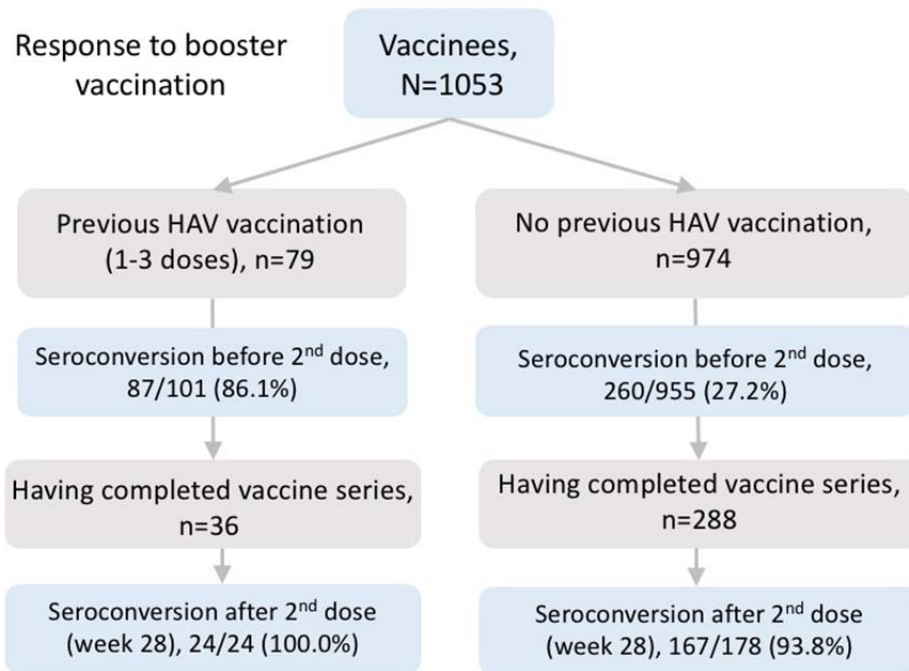 Response to booster
vaccination
Vaccinees,
N=1053
Previous HAV vaccination
(1-3 doses), n=79
No previous HAV vaccination,
n=974
Seroconversion before 2nd dose,
87/101 (86.1%)
Seroconversion before 2nd dose,
260/955 (27.2%)
Having completed vaccine series,
n=36
Having completed vaccine series,
n=288
Seroconversion after 2nd dose
(week 28), 24/24 (100.0%)
Seroconversion after 2nd dose
(week 28), 167/178 (93.8%)